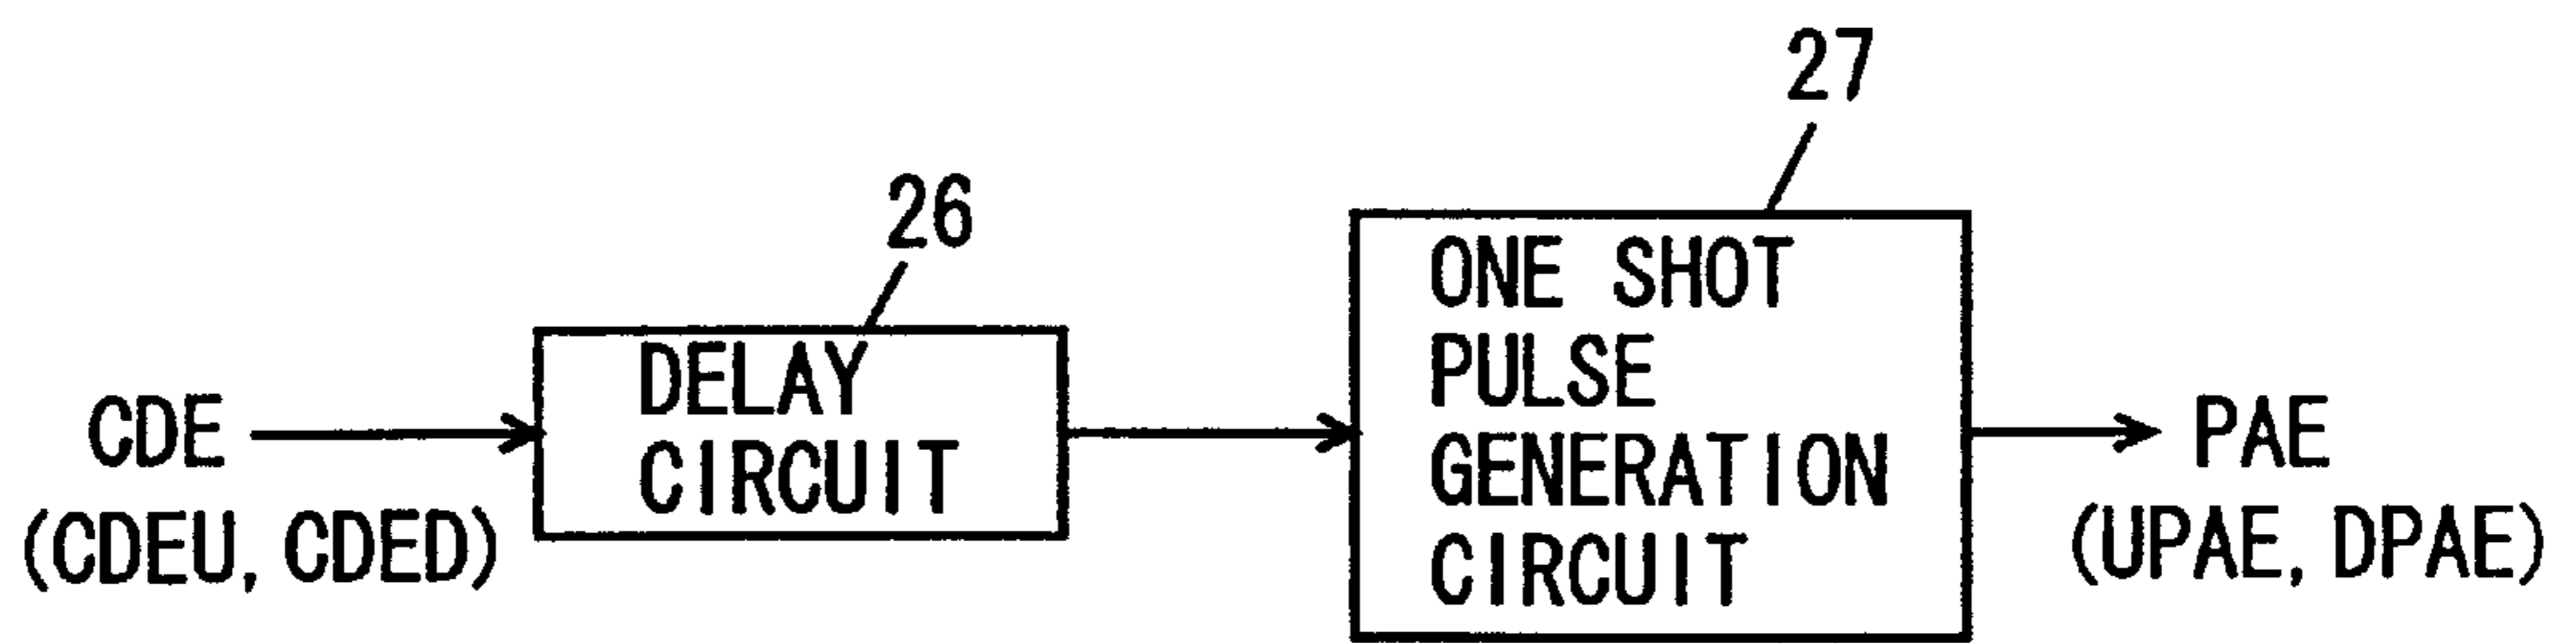 27
26
ONE SHOT
PULSE
GENERATION
CIRCUIT
DELAY
CIRCUIT
CDE
(CDEU, CDED)
PAE
(UPAE, DPAE)